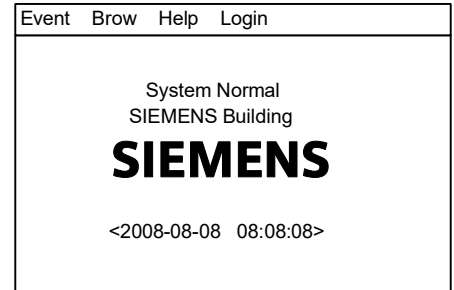 Event Brow Help Login
System Normal
SIEMENS Building
SIEMENS
<2008-08-08 08:08:08>